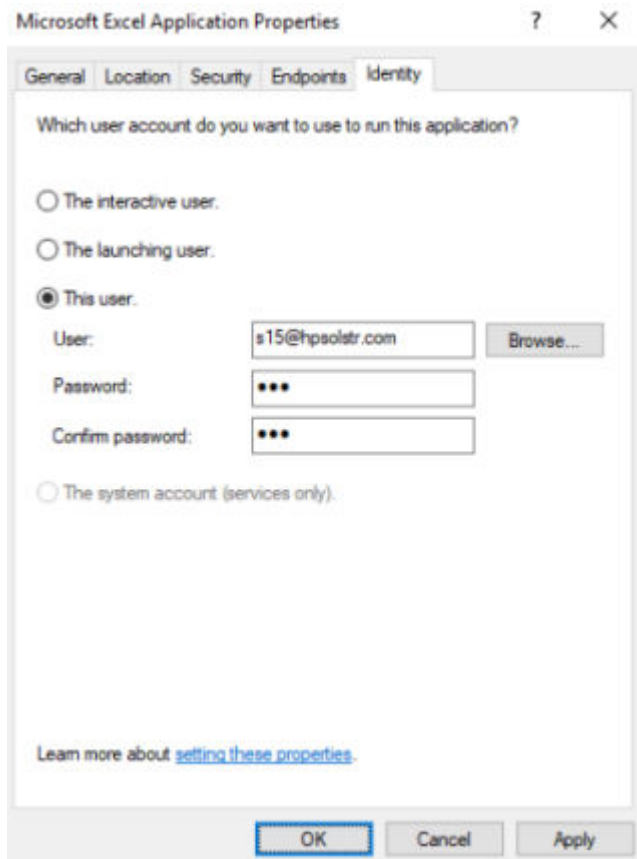 Microsoft Excel Application Properties ? ×
General Location Security Endpoints Identity
Which user account do you want to use to run this application?
The interactive user.
The launching user.
This user.
User: s15@hpsolstr.com Browse...
Password: •••
Confirm password: •••
The system account (services only).
Learn more about setting these properties.
OK Cancel Apply